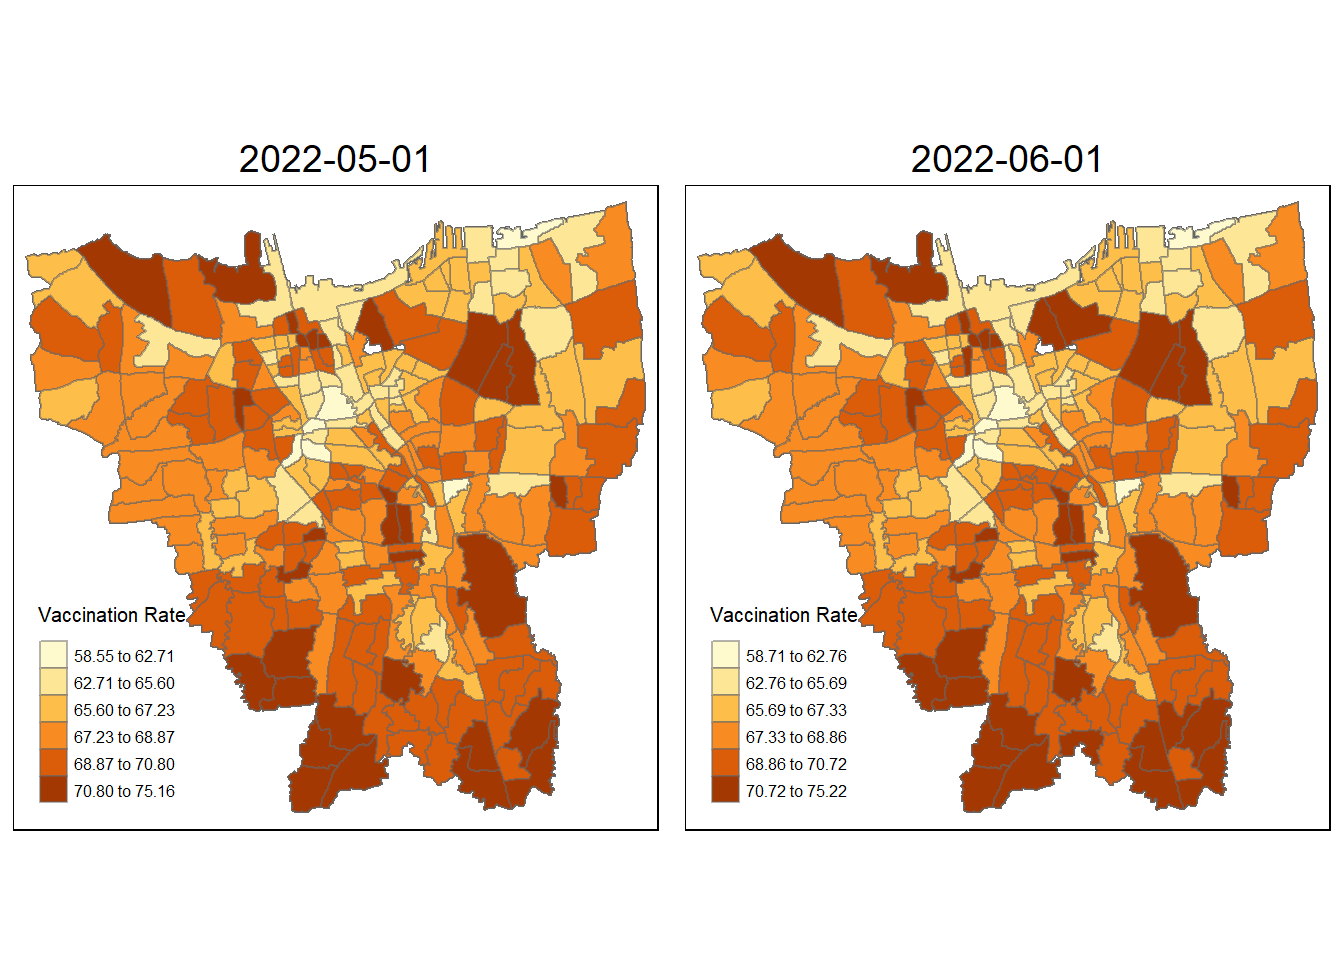 2022-05-01
Vaccination Rate
58.55 to 62.71
62.71 to 65.60
65.60 to 67.23
67.23 to 68.87
68.87 to 70.80
70.80 to 75.16
2022-06-01
Vaccination Rate
58.71 to 62.76
62.76 to 65.69
65.69 to 67.33
67.33 to 68.86
68.86 to 70.72
70.72 to 75.22